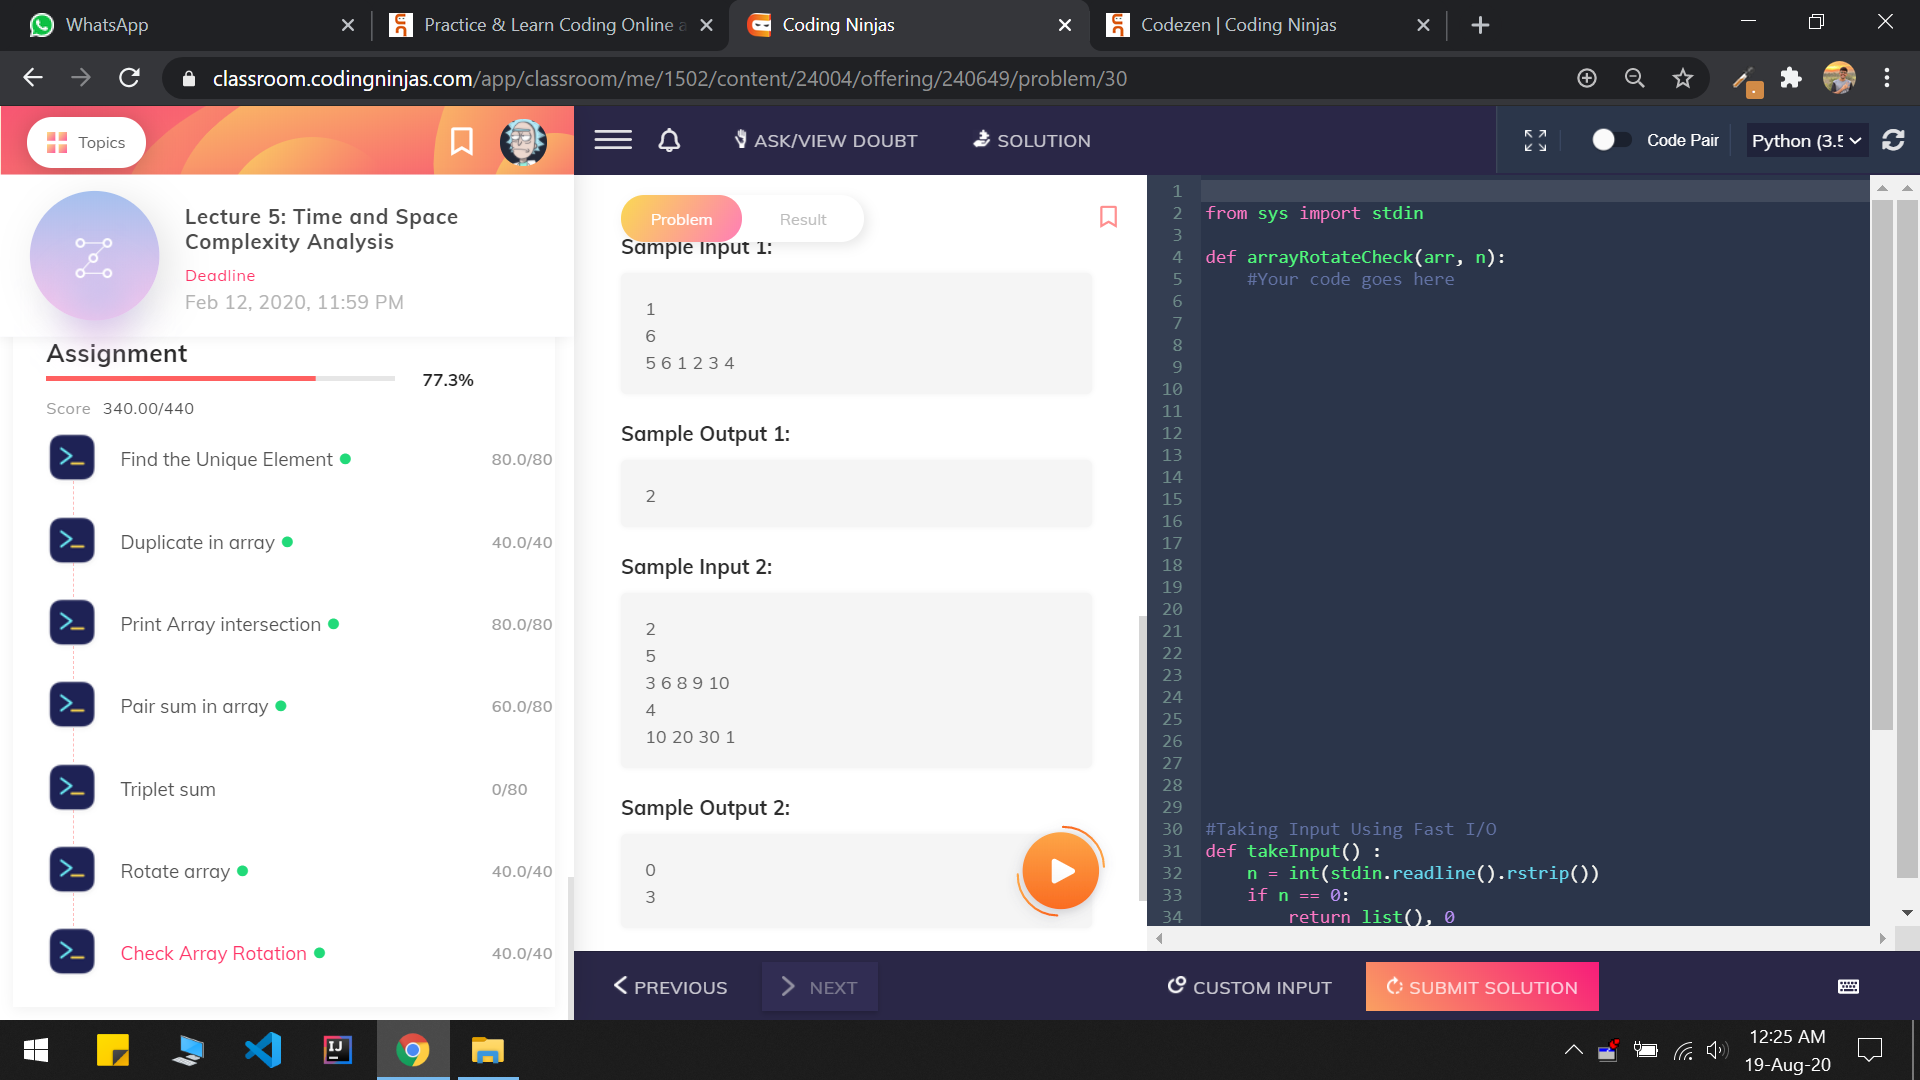 WhatsApp
Practice & Learn Coding Online a
Coding Ninjas
Codezen | Coding Ninjas
classroom.codingninjas.com/app/classroom/me/1502/content/24004/offering/240649/problem/30
Topics
ASK/VIEW DOUBT
SOLUTION
Code Pair
Python (3.5
Lecture 5: Time and Space
Complexity Analysis
Deadline
Feb 12, 2020, 11:59 PM
Assignment
77.3%
Score 340.00/440
Find the Unique Element 80.0/80
Duplicate in array 40.0/40
Print Array intersection 80.0/80
Pair sum in array 60.0/80
Triplet sum 0/80
Rotate array 40.0/40
Check Array Rotation 40.0/40
Problem
Result
Sample Input 1:
1
6
5 6 1 2 3 4
Sample Output 1:
2
Sample Input 2:
2
5
3 6 8 9 10
4
10 20 30 1
Sample Output 2:
0
3
1
2 from sys import stdin
3
4 def arrayRotateCheck(arr, n):
5 #Your code goes here
6
7
8
9
10
11
12
13
14
15
16
17
18
19
20
21
22
23
24
25
26
27
28
29
30 #Taking Input Using Fast I/O
31 def takeInput() :
32 n = int(stdin.readline().rstrip())
33 if n == 0:
34 return list(), 0
PREVIOUS
NEXT
CUSTOM INPUT
SUBMIT SOLUTION
IJ
12:25 AM
19-Aug-20